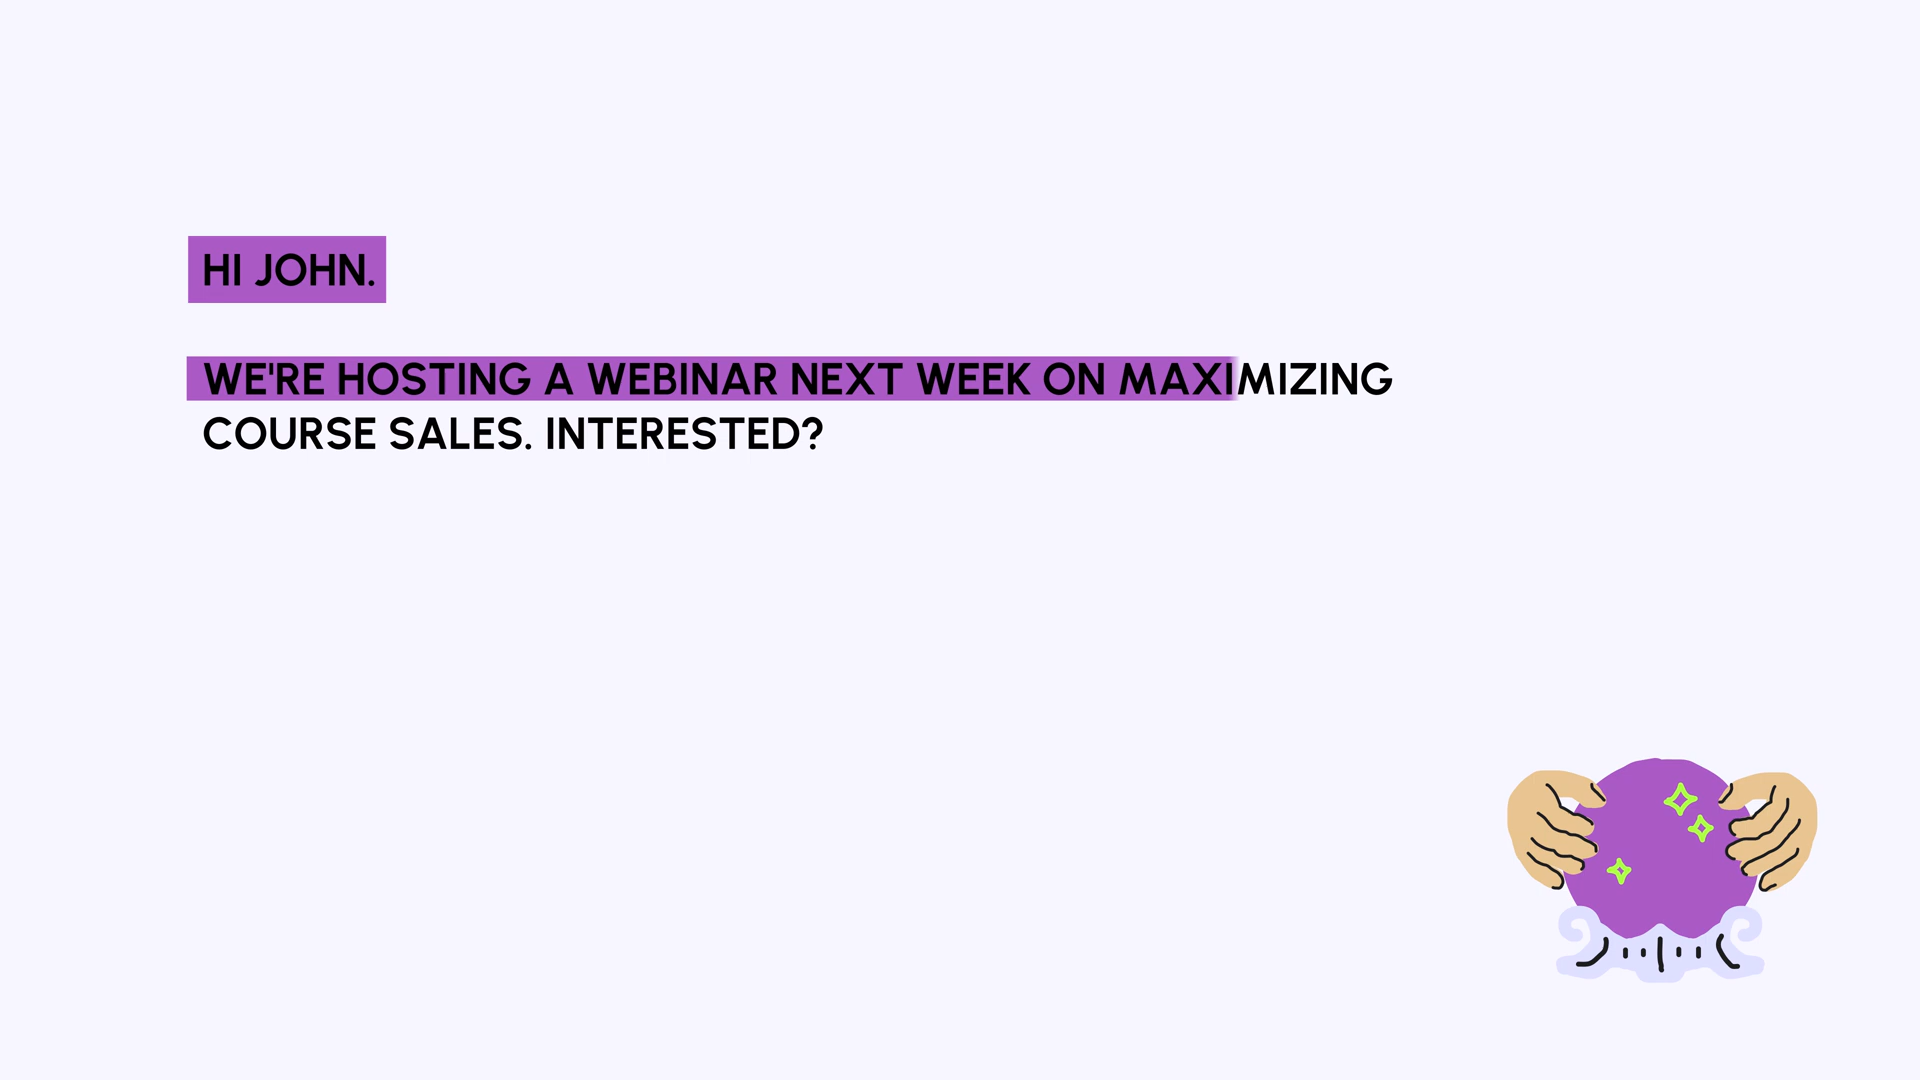 HI JOHN.
WE'RE HOSTING A WEBINAR NEXT WEEK ON MAXIMIZING
COURSE SALES. INTERESTED?